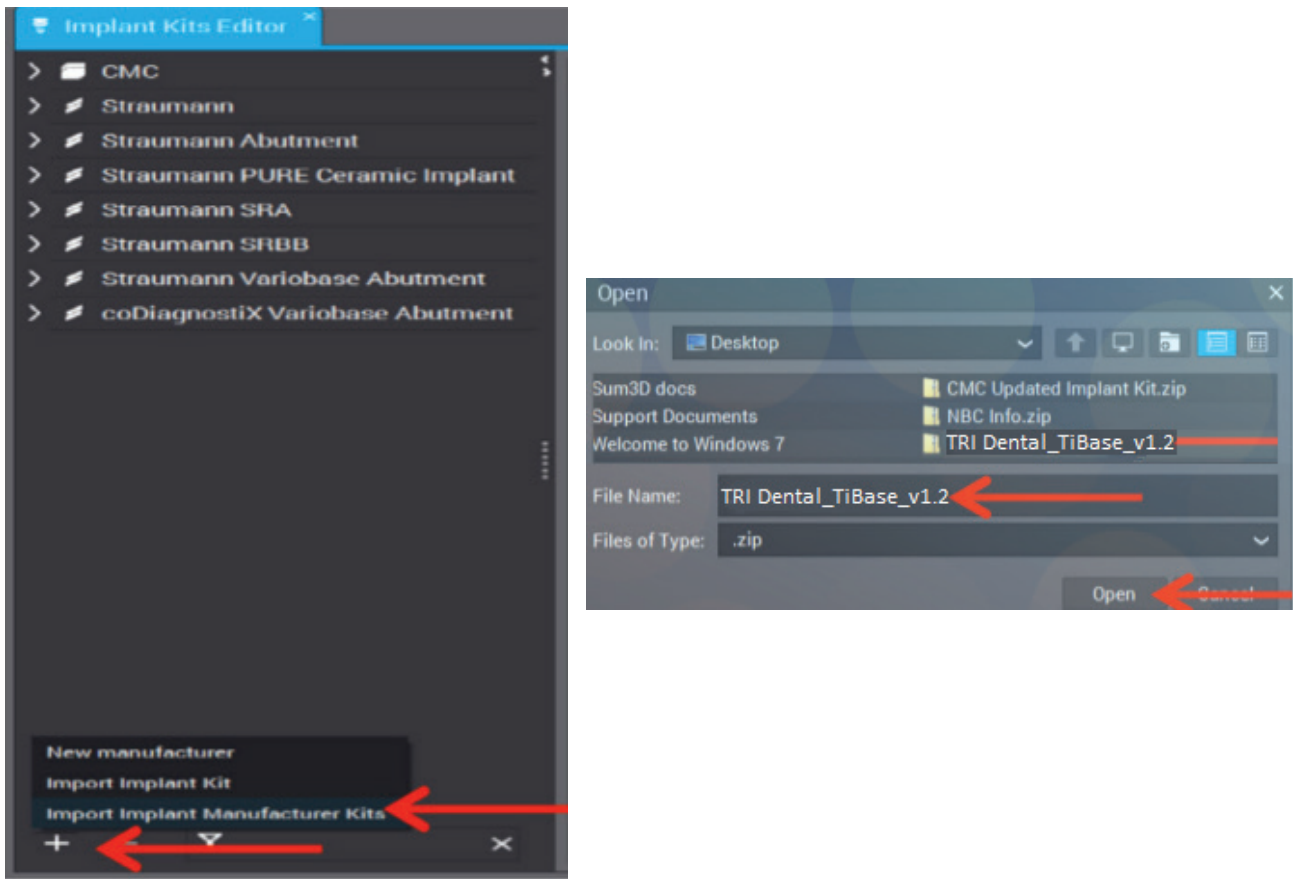 Implant Kits Editor
CMC
Straumann
Straumann Abutment
Straumann PURE Ceramic Implant
Straumann SRA
Straumann SRBB
Straumann Variobase Abutment
coDiagnostiX Variobase Abutment
New manufacturer
Import Implant Kit
Import Implant Manufacturer Kits
Open
Look In: Desktop
Sum3D docs CMC Updated Implant Kit.zip
Support Documents NBC Info.zip
Welcome to Windows 7 TRI Dental_TiBase_v1.2
File Name: TRI Dental_TiBase_v1.2
Files of Type: .zip
Open Cancel